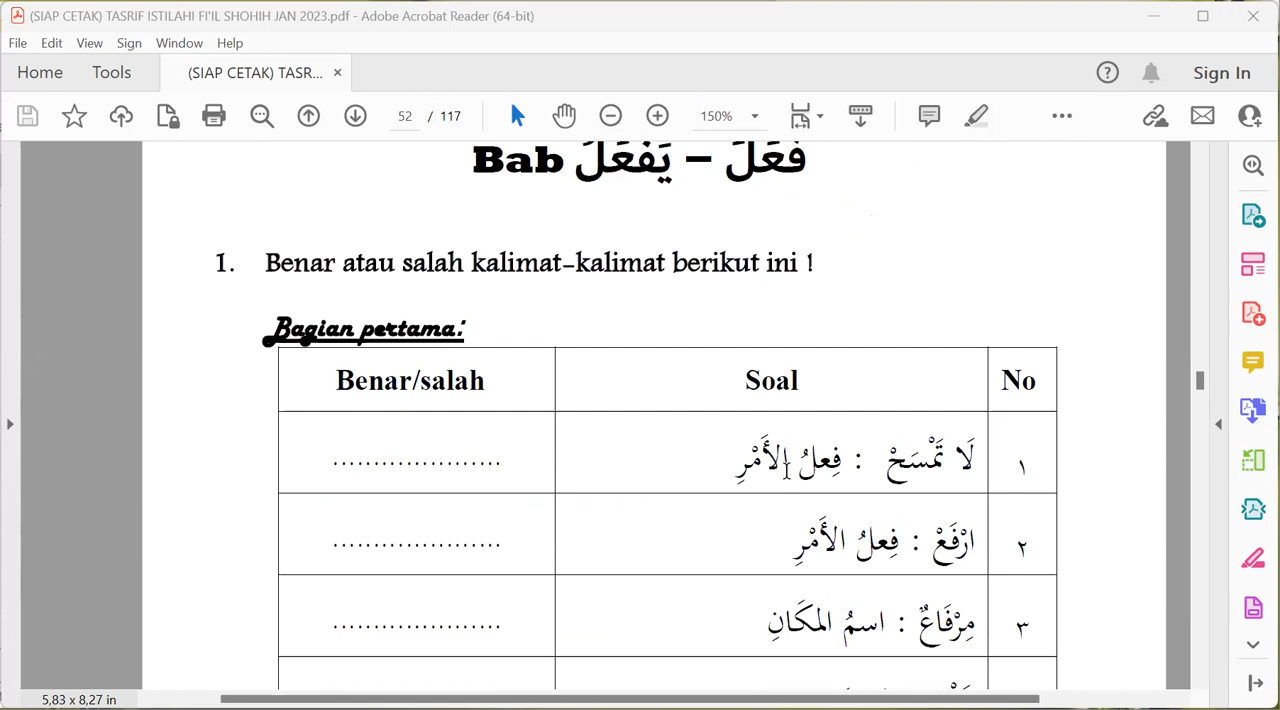 (SIAP CETAK) TASRIF ISTILAHI FI'IL SHOHIH JAN 2023.pdf - Adobe Acrobat Reader (64-bit)
File Edit View Sign Window Help
Home Tools (SIAP CETAK) TASR... × Sign In
52 / 117 150%
Bab فَعَلَ – يَفْعَلُ
1. Benar atau salah kalimat-kalimat berikut ini !
Bagian pertama:
Benar/salah Soal No
..................... لَا تَمْسَحْ : فِعلُ الأَمْرِ ١
..................... ارْفَعْ : فِعلُ الأَمْرِ ٢
..................... مِرْفَاعٌ : اسمُ المكَانِ ٣
5,83 x 8,27 in